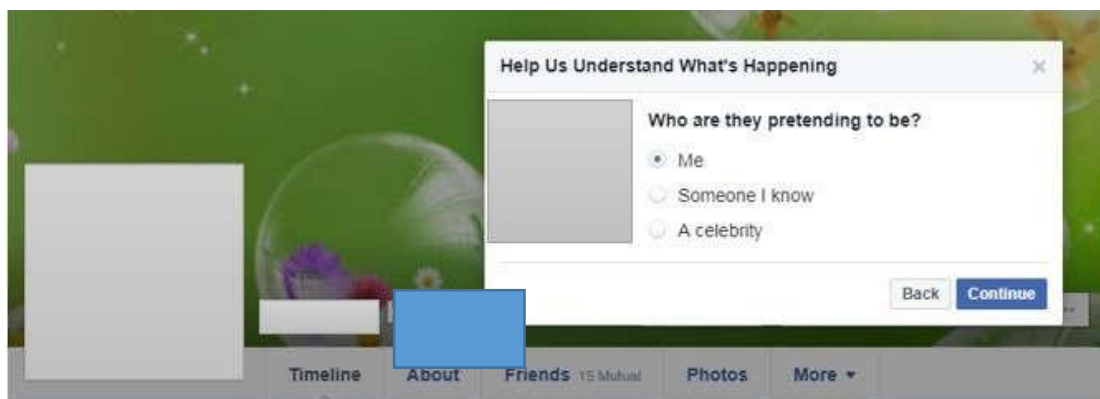 Help Us Understand What's Happening ×
Who are they pretending to be?
Me
Someone I know
A celebrity
Back Continue
Timeline About Friends 15 Mutual Photos More